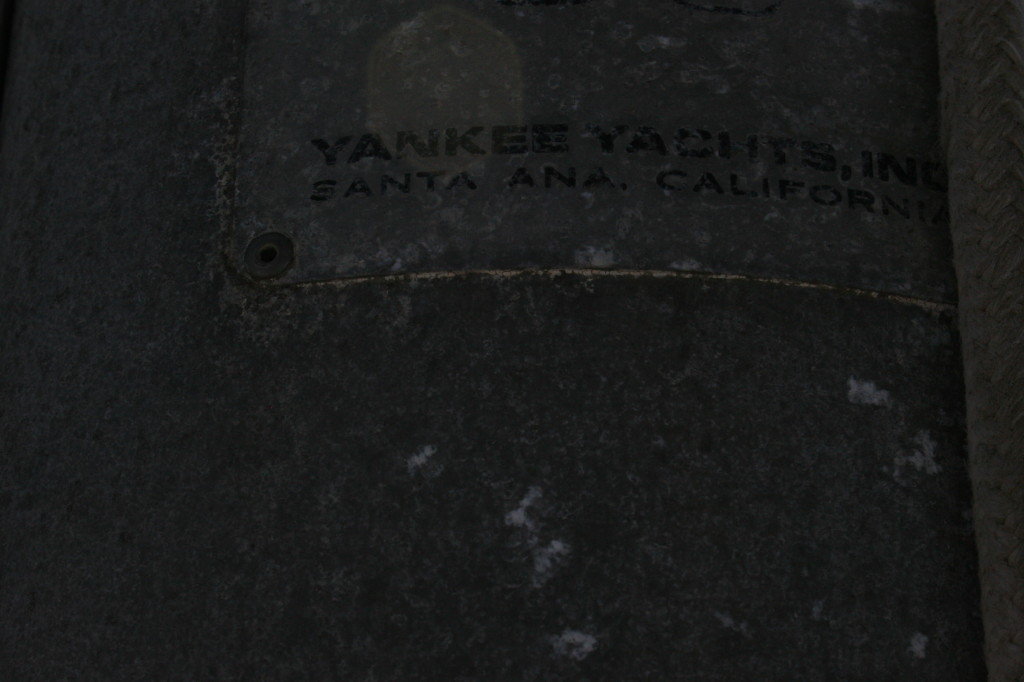 YANKEE YACHTS, INC
SANTA ANA, CALIFORNIA